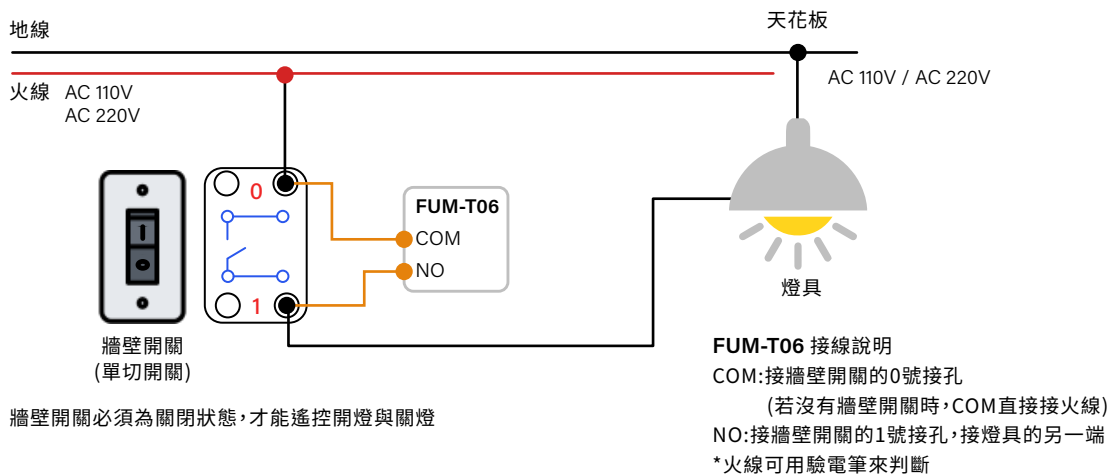 地線
天花板
火線 AC 110V
AC 220V
AC 110V / AC 220V
0
FUM-T06
COM
NO
1
燈具
牆壁開關
(單切開關)
牆壁開關必須為關閉狀態,才能遙控開燈與關燈
FUM-T06 接線說明
COM:接牆壁開關的0號接孔
(若沒有牆壁開關時,COM直接接火線)
NO:接牆壁開關的1號接孔,接燈具的另一端
*火線可用驗電筆來判斷